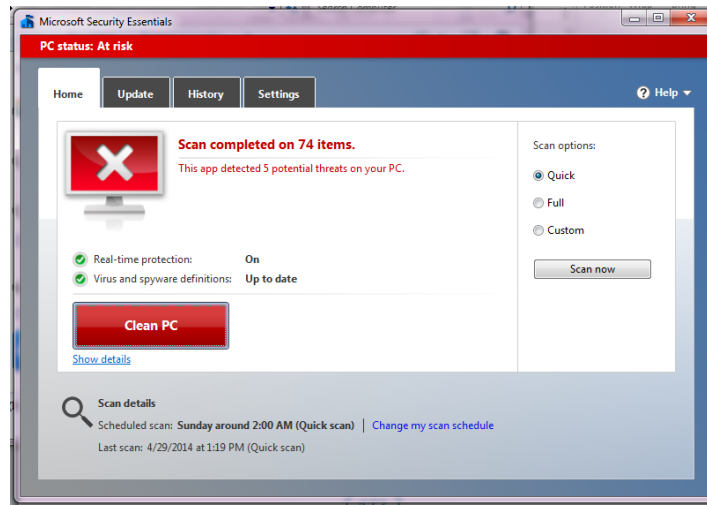 Microsoft Security Essentials
PC status: At risk
Home
Update
History
Settings
Help
Scan completed on 74 items.
This app detected 5 potential threats on your PC.
Scan options:
Quick
Full
Custom
Scan now
Real-time protection: On
Virus and spyware definitions: Up to date
Clean PC
Show details
Scan details
Scheduled scan: Sunday around 2:00 AM (Quick scan) | Change my scan schedule
Last scan: 4/29/2014 at 1:19 PM (Quick scan)